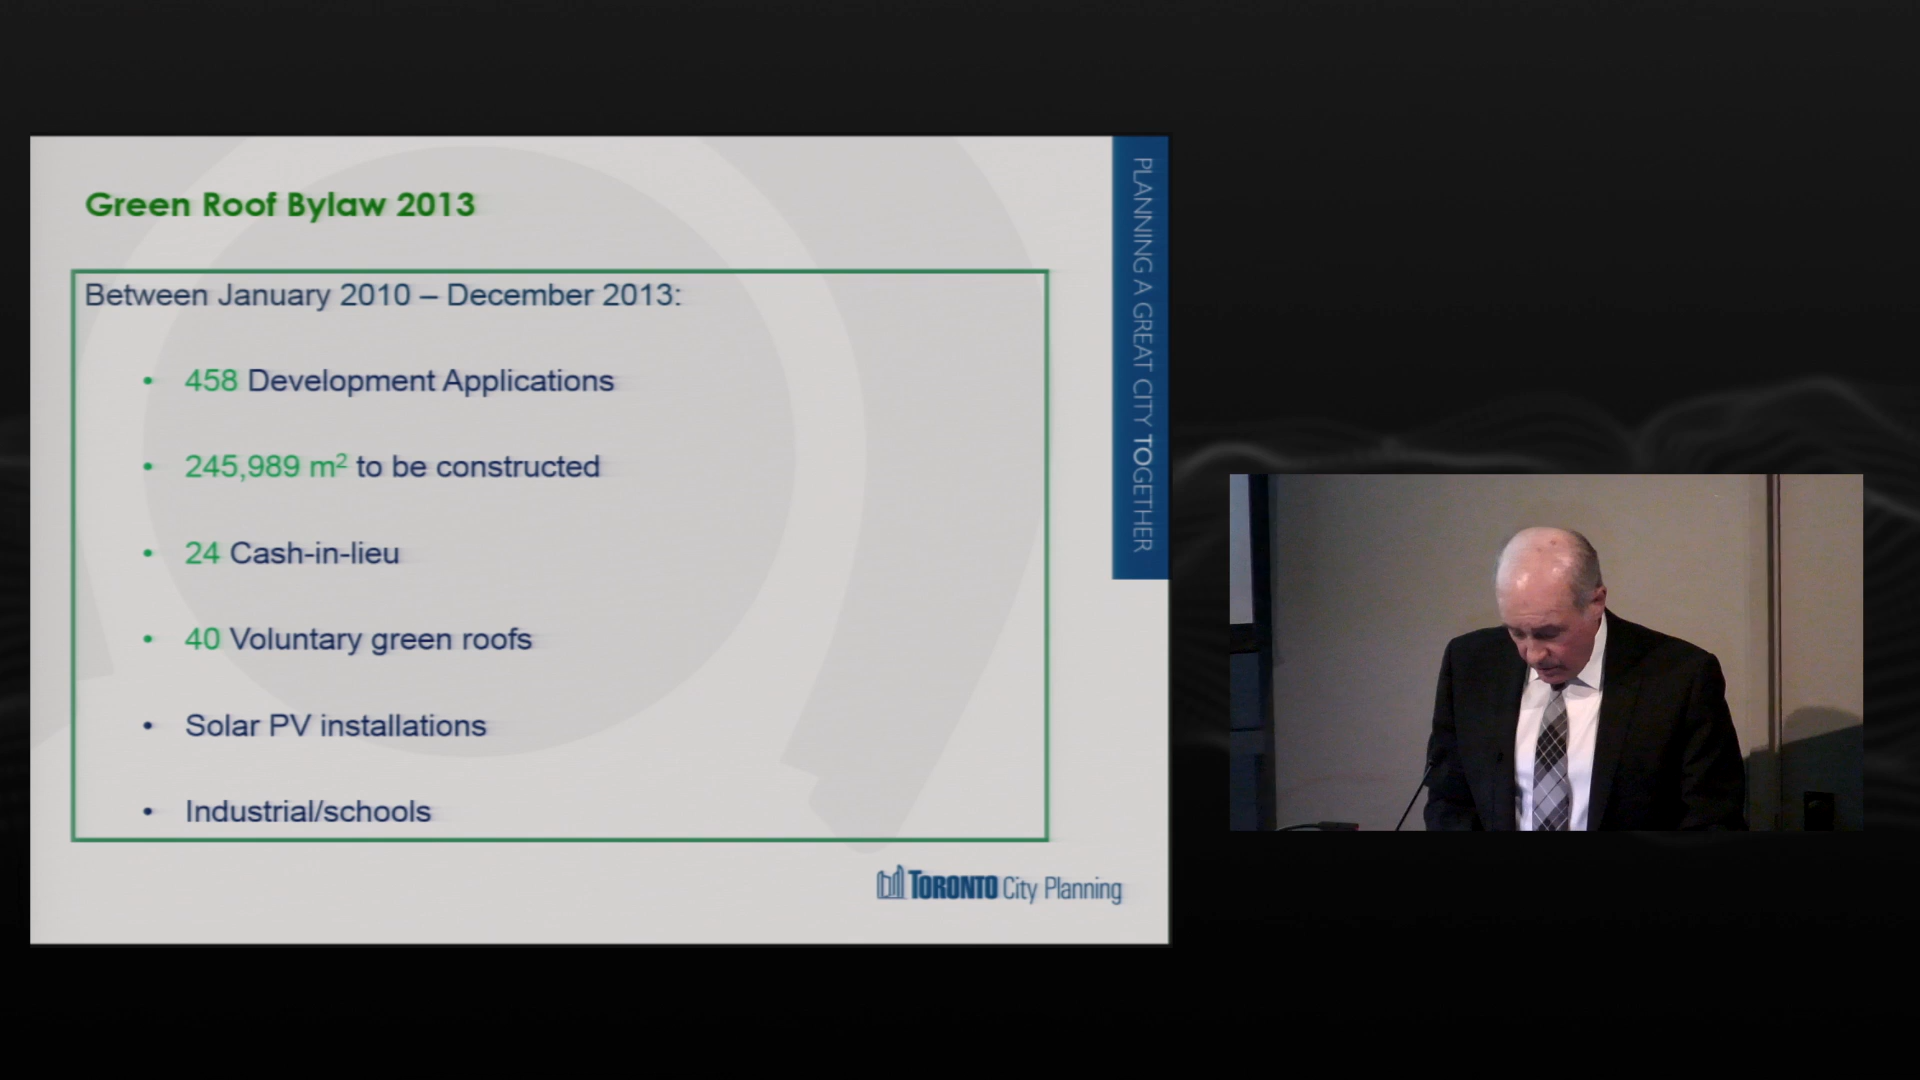 Green Roof Bylaw 2013
Between January 2010 – December 2013:
• 458 Development Applications
• 245,989 m² to be constructed
• 24 Cash-in-lieu
• 40 Voluntary green roofs
• Solar PV installations
• Industrial/schools
PLANNING A GREAT CITY TOGETHER
TORONTO City Planning